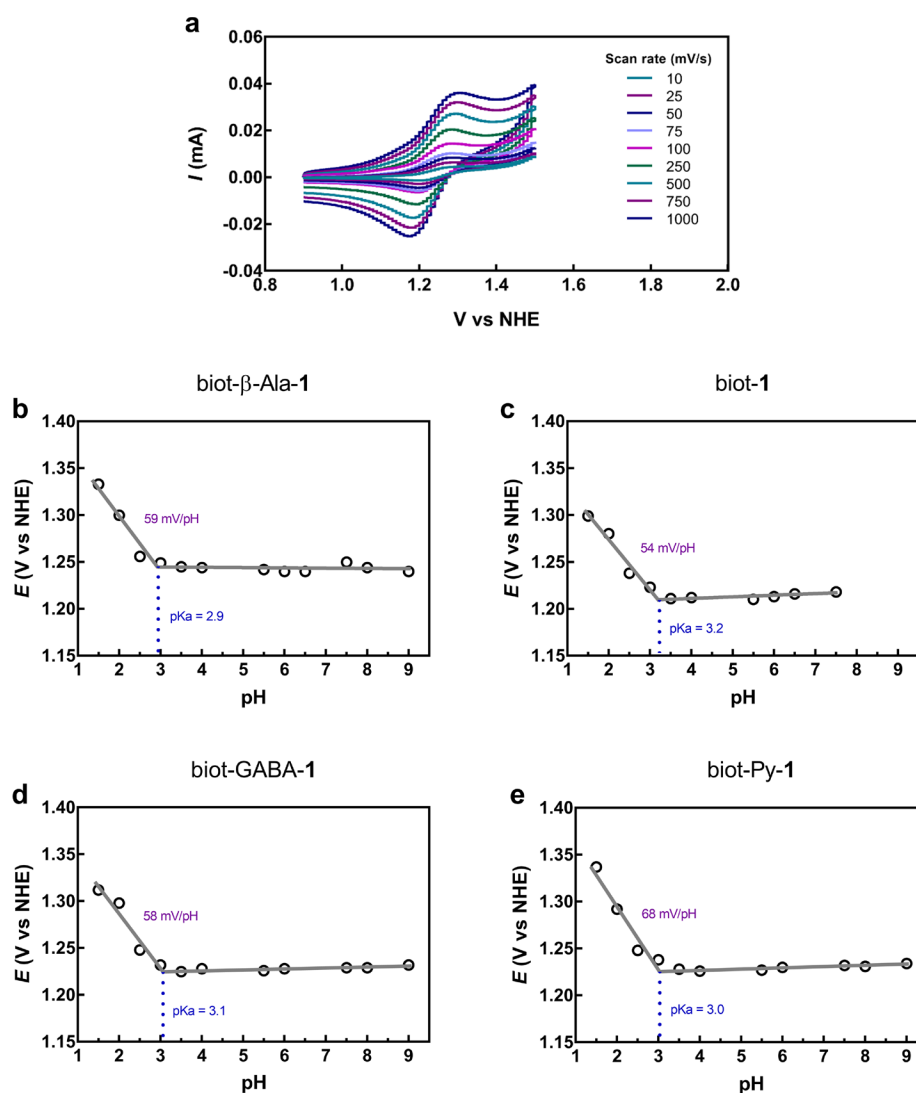 a
0.06
0.04
0.02
0.00
-0.02
-0.04
I (mA)
0.8 1.0 1.2 1.4 1.6 1.8 2.0
V vs NHE
Scan rate (mV/s)
10
25
50
75
100
250
500
750
1000
biot-β-Ala-1
b
1.40
1.35
1.30
1.25
1.20
1.15
E (V vs NHE)
59 mV/pH
pKa = 2.9
1 2 3 4 5 6 7 8 9
pH
biot-1
c
1.40
1.35
1.30
1.25
1.20
1.15
E (V vs NHE)
54 mV/pH
pKa = 3.2
1 2 3 4 5 6 7 8 9
pH
biot-GABA-1
d
1.40
1.35
1.30
1.25
1.20
1.15
E (V vs NHE)
58 mV/pH
pKa = 3.1
1 2 3 4 5 6 7 8 9
pH
biot-Py-1
e
1.40
1.35
1.30
1.25
1.20
1.15
E (V vs NHE)
68 mV/pH
pKa = 3.0
1 2 3 4 5 6 7 8 9
pH